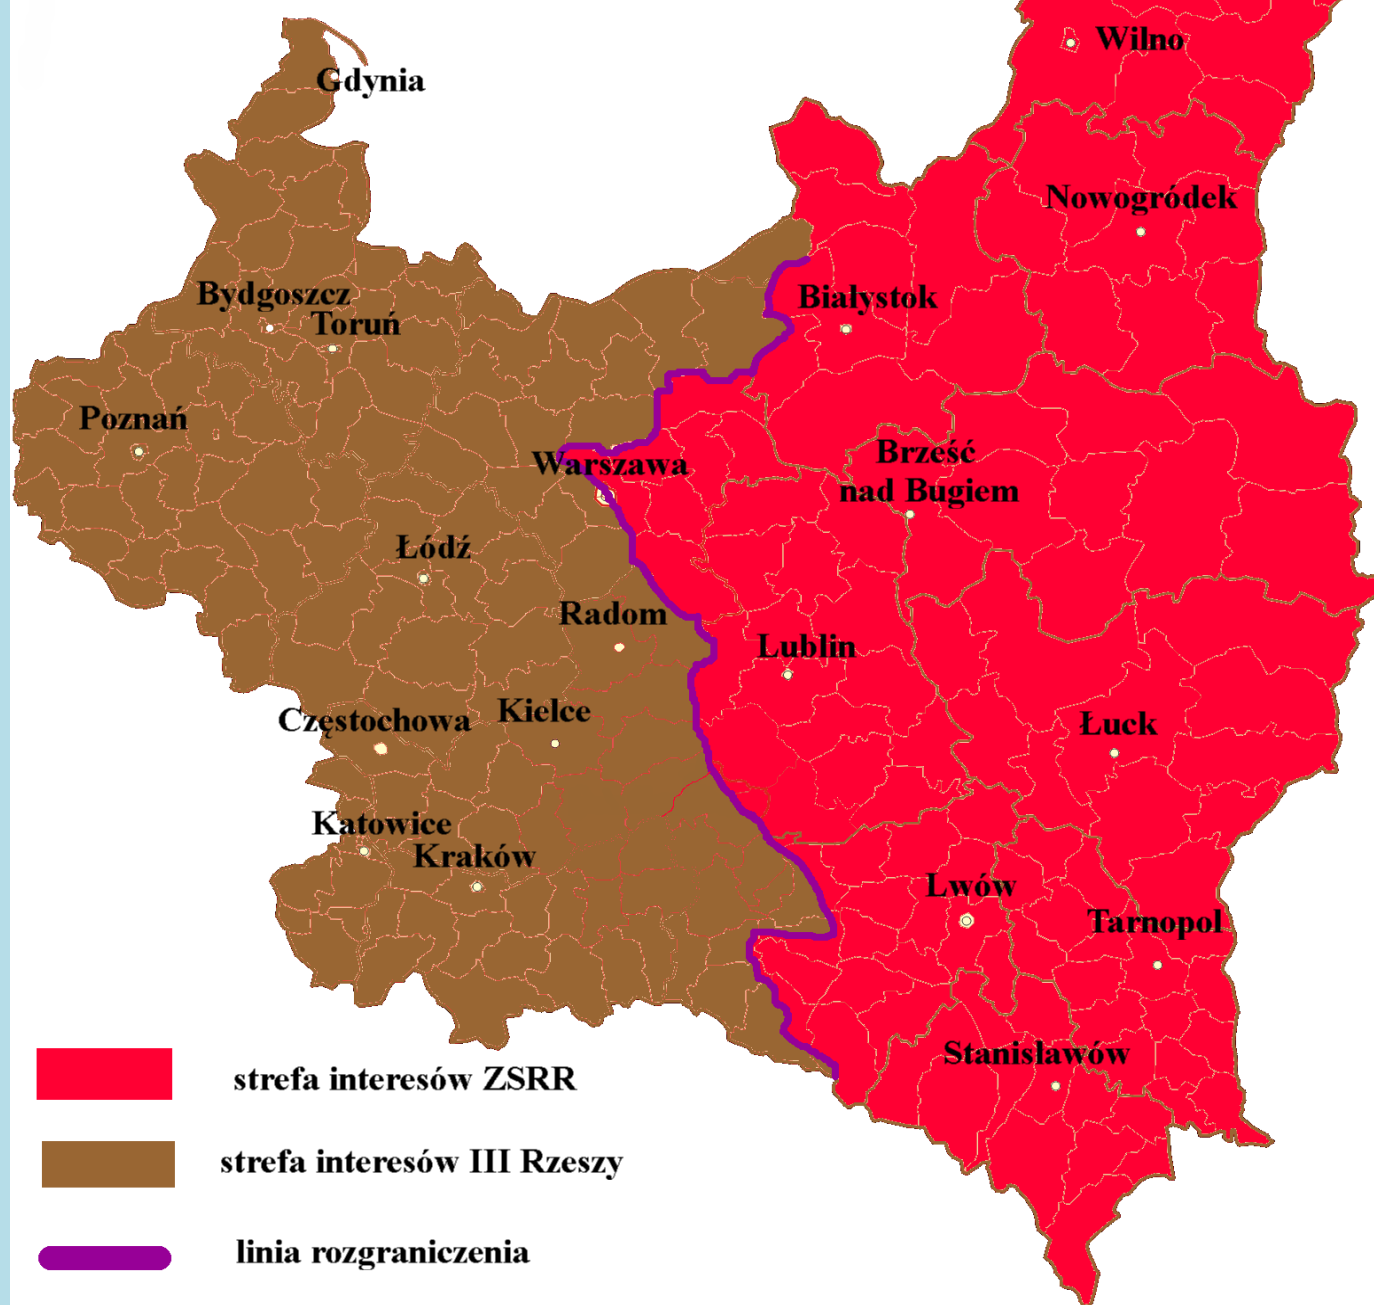 Wilno
Gdynia
Nowogródek
Bydgoszcz
Białystok
Toruń
Poznań
Warszawa
Brześć
nad Bugiem
Łódź
Radom
Lublin
Częstochowa
Kielce
Łuck
Katowice
Kraków
Lwów
Tarnopol
Stanisławów
strefa interesów ZSRR
strefa interesów III Rzeszy
linia rozgraniczenia